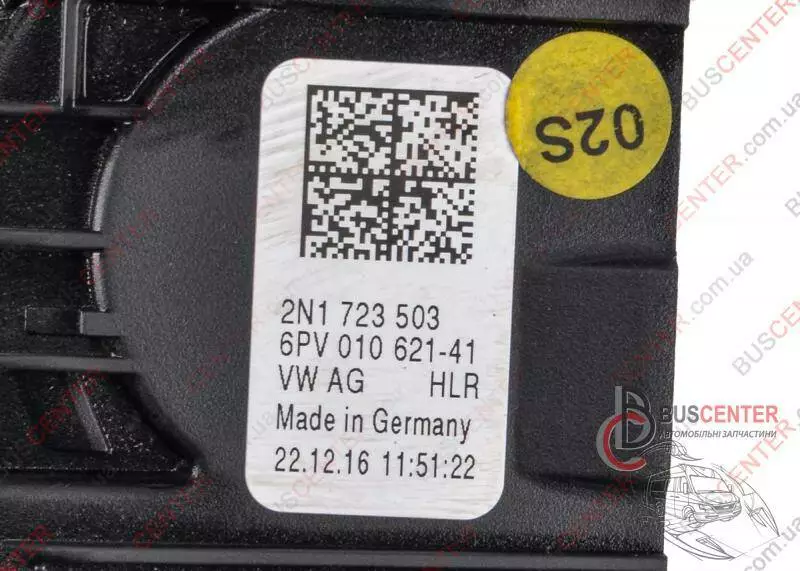 02S
2N1 723 503
6PV 010 621-41
VW AG HLR
Made in Germany
22.12.16 11:51:22
BUSCENTER
АВТОМОБІЛЬНІ ЗАПЧАСТИНИ
BUSCENTER.com.ua